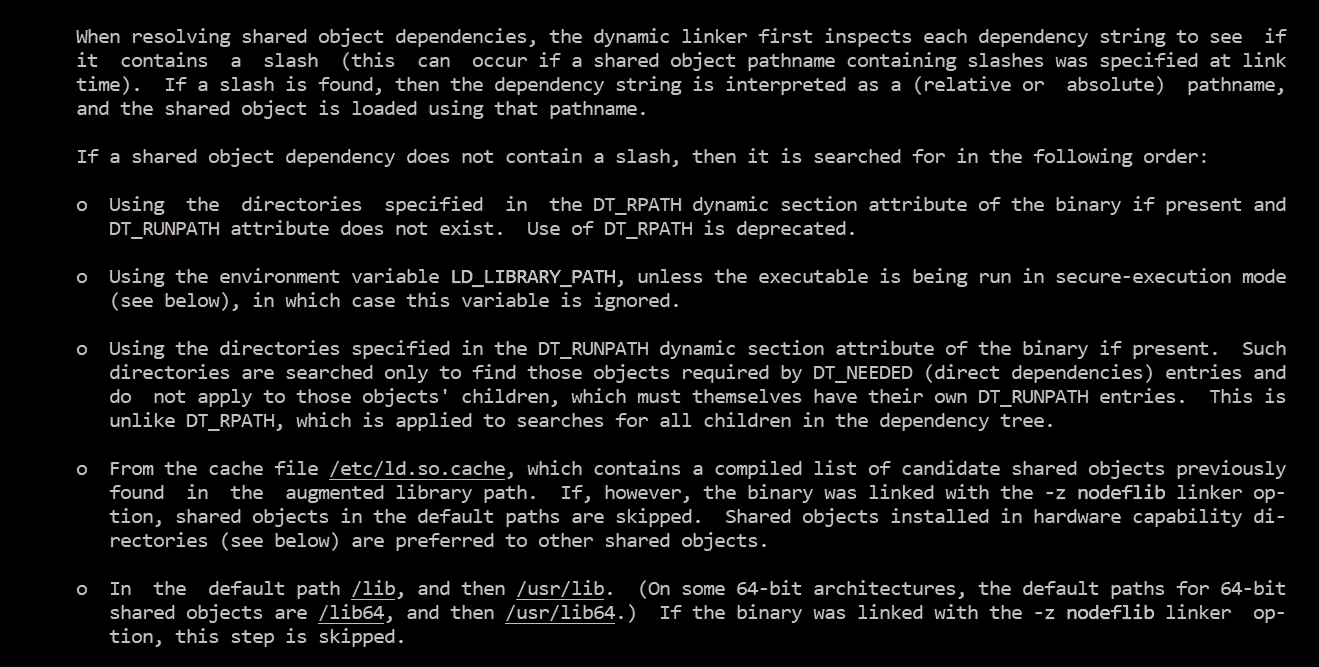 When resolving shared object dependencies, the dynamic linker first inspects each dependency string to see  if
it  contains  a  slash  (this  can  occur if a shared object pathname containing slashes was specified at link
time).  If a slash is found, then the dependency string is interpreted as a (relative or  absolute)  pathname,
and the shared object is loaded using that pathname.

If a shared object dependency does not contain a slash, then it is searched for in the following order:

o  Using  the  directories  specified  in  the DT_RPATH dynamic section attribute of the binary if present and
   DT_RUNPATH attribute does not exist.  Use of DT_RPATH is deprecated.

o  Using the environment variable LD_LIBRARY_PATH, unless the executable is being run in secure-execution mode
   (see below), in which case this variable is ignored.

o  Using the directories specified in the DT_RUNPATH dynamic section attribute of the binary if present.  Such
   directories are searched only to find those objects required by DT_NEEDED (direct dependencies) entries and
   do  not apply to those objects' children, which must themselves have their own DT_RUNPATH entries.  This is
   unlike DT_RPATH, which is applied to searches for all children in the dependency tree.

o  From the cache file /etc/ld.so.cache, which contains a compiled list of candidate shared objects previously
   found  in  the  augmented library path.  If, however, the binary was linked with the -z nodeflib linker op-
   tion, shared objects in the default paths are skipped.  Shared objects installed in hardware capability di-
   rectories (see below) are preferred to other shared objects.

o  In  the  default path /lib, and then /usr/lib.  (On some 64-bit architectures, the default paths for 64-bit
   shared objects are /lib64, and then /usr/lib64.)  If the binary was linked with the -z nodeflib linker  op-
   tion, this step is skipped.